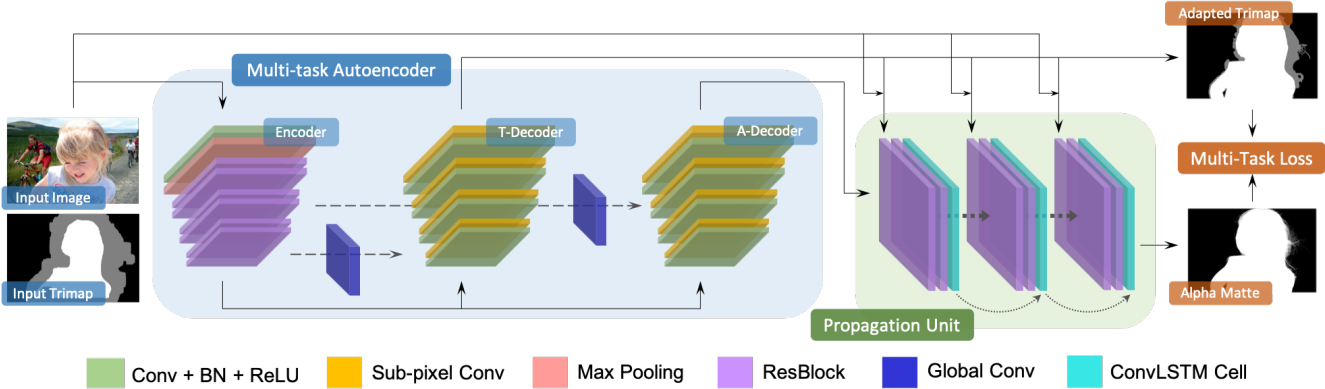 Adapted Trimap
Multi-task Autoencoder
Encoder
T-Decoder
A-Decoder
Input Image
Multi-Task Loss
Input Trimap
Alpha Matte
Propagation Unit
Conv + BN + ReLU
Sub-pixel Conv
Max Pooling
ResBlock
Global Conv
ConvLSTM Cell